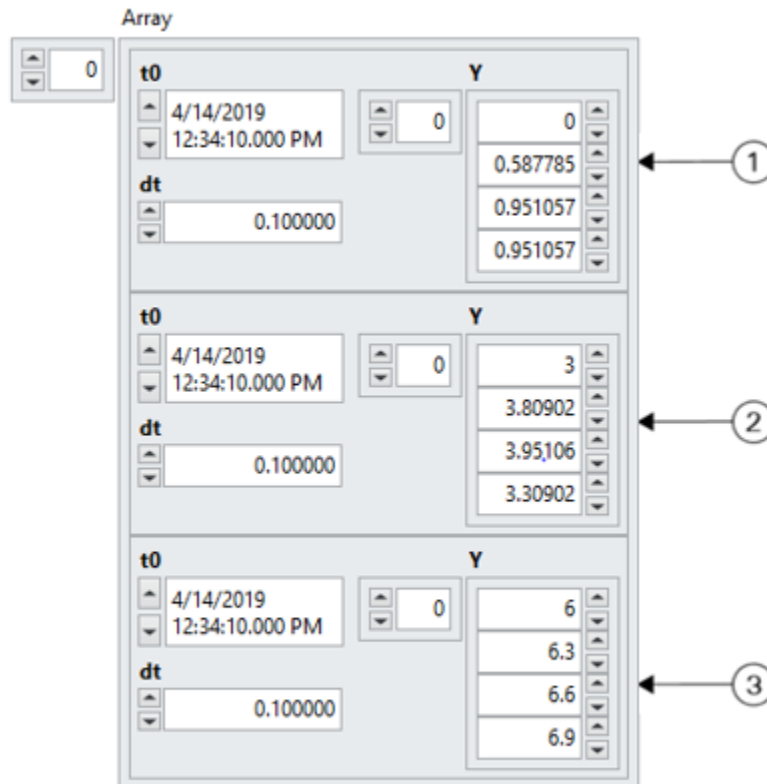 Array
0
t0
Y
4/14/2019
12:34:10.000 PM
0
0
0.587785
0.951057
0.951057
dt
0.100000
1
t0
Y
4/14/2019
12:34:10.000 PM
0
3
3.80902
3.95106
3.30902
dt
0.100000
2
t0
Y
4/14/2019
12:34:10.000 PM
0
6
6.3
6.6
6.9
dt
0.100000
3